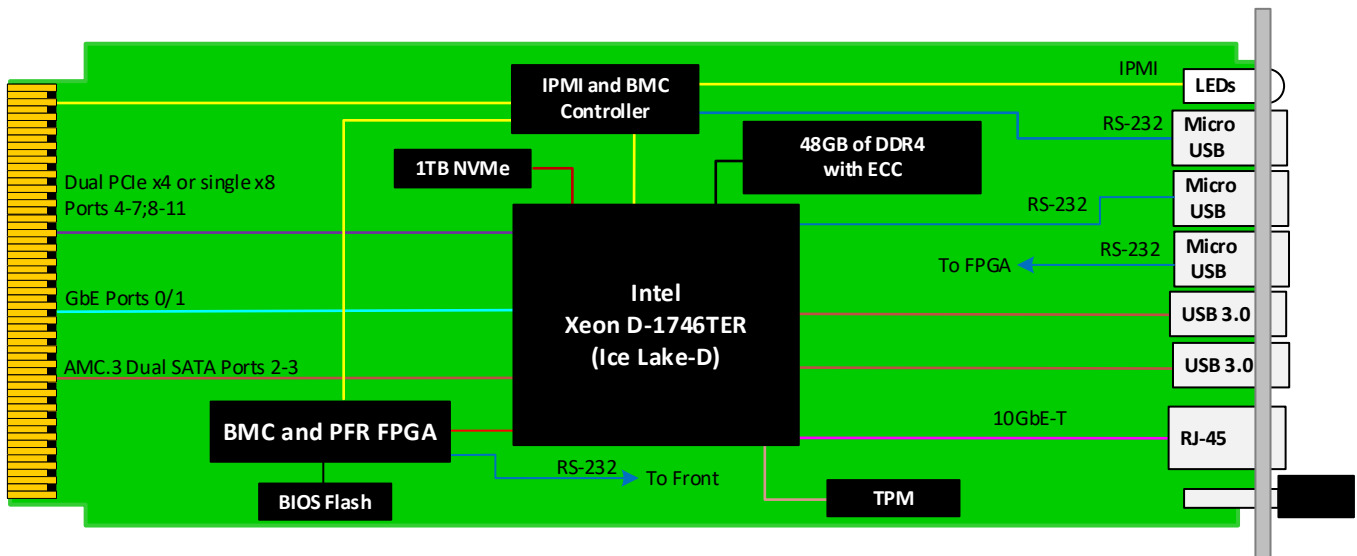 IPMI
LEDs
IPMI and BMC
Controller
RS-232
Micro
USB
48GB of DDR4
with ECC
1TB NVMe
Dual PCIe x4 or single x8
Ports 4-7;8-11
RS-232
Micro
USB
RS-232
Micro
USB
To FPGA
GbE Ports 0/1
Intel
Xeon D-1746TER
(Ice Lake-D)
USB 3.0
AMC.3 Dual SATA Ports 2-3
USB 3.0
BMC and PFR FPGA
10GbE-T
RJ-45
RS-232
To Front
BIOS Flash
TPM